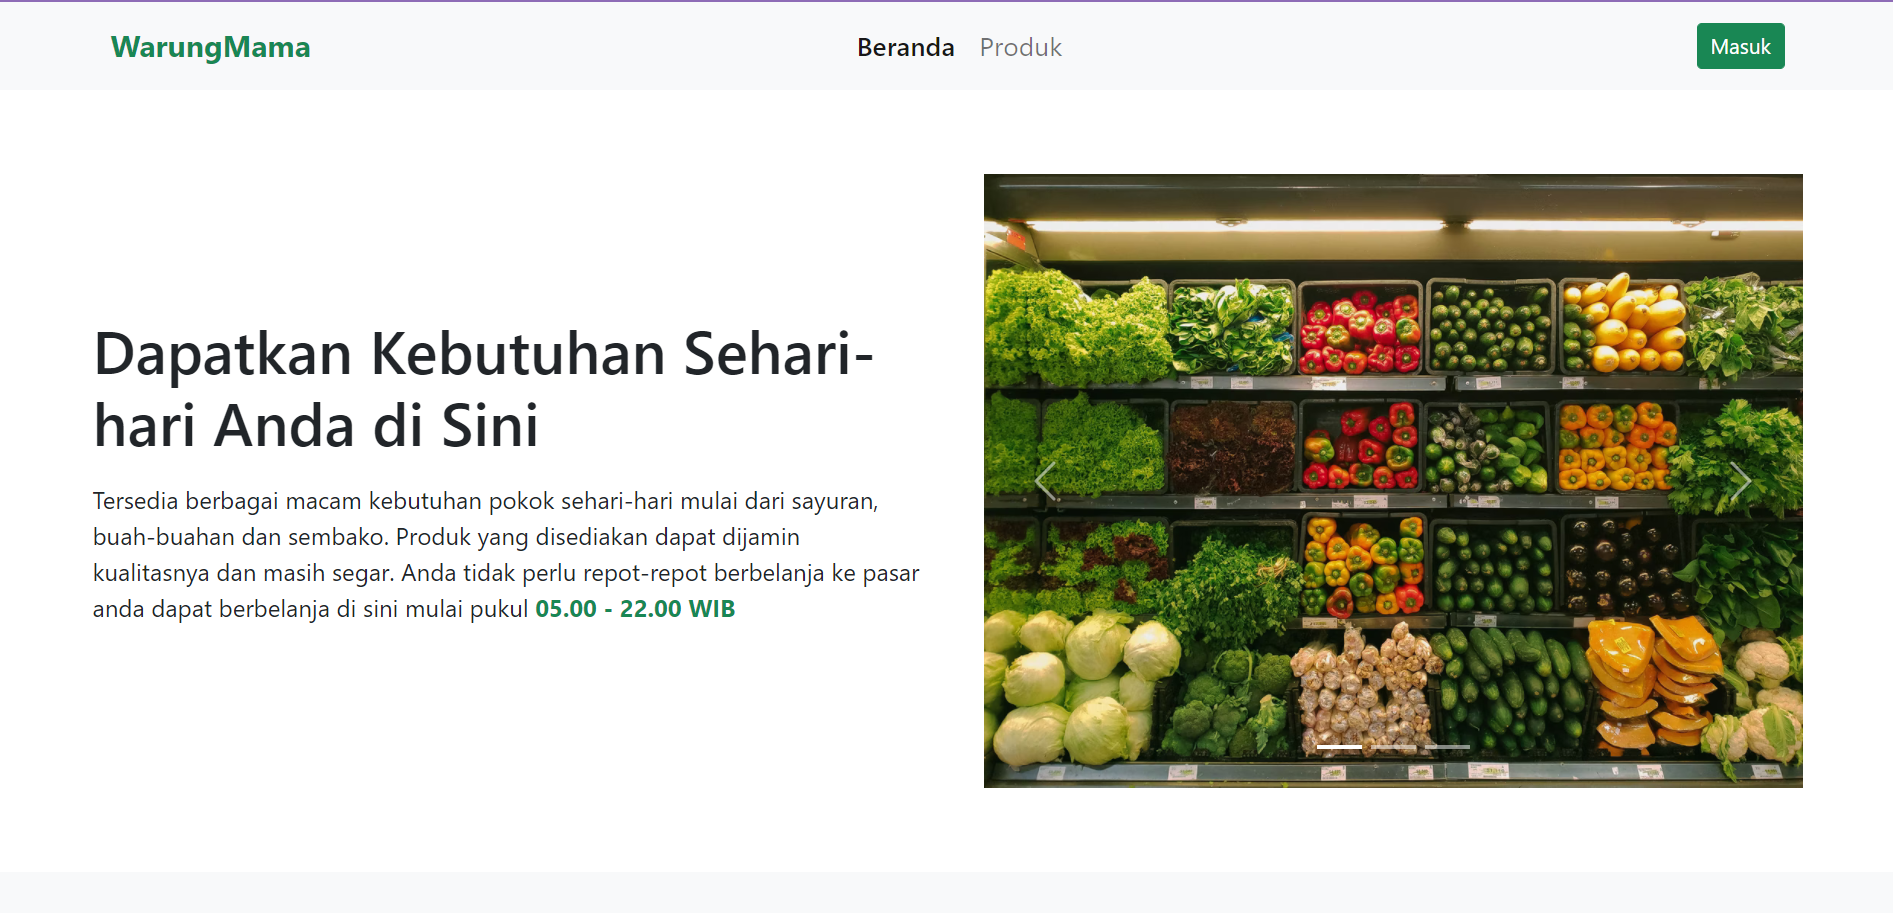 WarungMama
Beranda
Produk
Masuk
Dapatkan Kebutuhan Sehari-
hari Anda di Sini
Tersedia berbagai macam kebutuhan pokok sehari-hari mulai dari sayuran,
buah-buahan dan sembako. Produk yang disediakan dapat dijamin
kualitasnya dan masih segar. Anda tidak perlu repot-repot berbelanja ke pasar
anda dapat berbelanja di sini mulai pukul 05.00 - 22.00 WIB